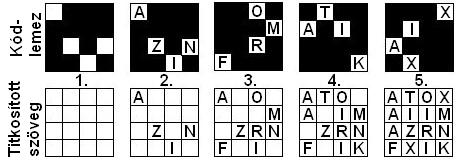 Kód-
lemez
A O T X
M A I I
Z N R A
I F K X
1. 2. 3. 4. 5.
Titkosított
szöveg
A A O A T O A T O X
M A I M A I I M
Z N Z R N Z R N A Z R N
I F I F I K F X I K